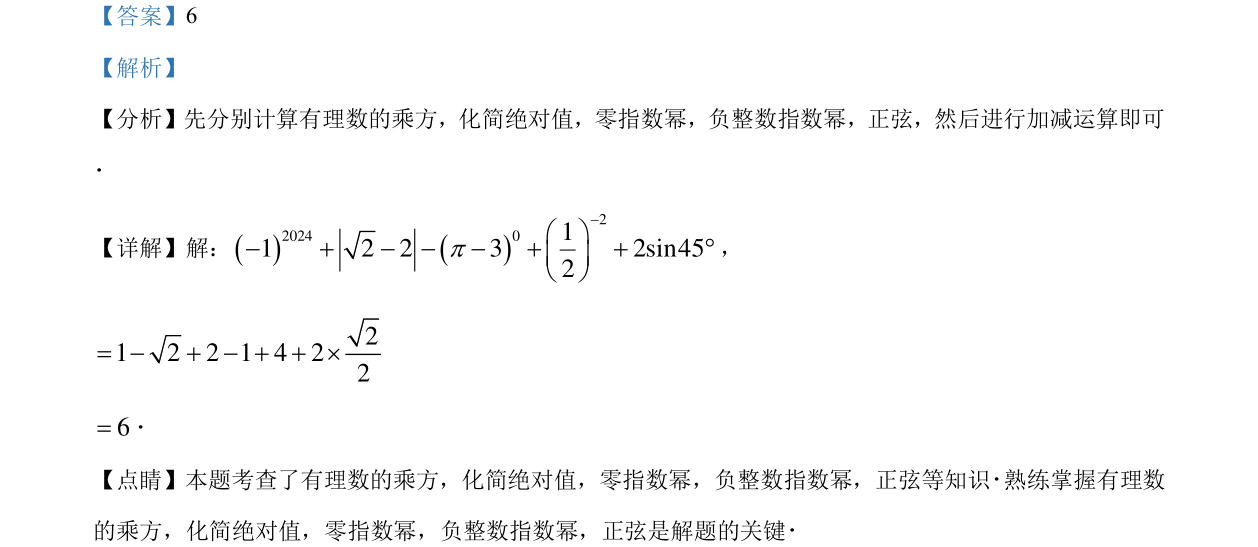 【答案】6
【解析】
【分析】先分别计算有理数的乘方，化简绝对值，零指数幂，负整数指数幂，正弦，然后进行加减运算即可
．
【详解】解：(−1)^2024 + |√2 − 2| − (π − 3)^0 + (1/2)^−2 + 2sin45°，
= 1 − √2 + 2 − 1 + 4 + 2 × √2/2
= 6．
【点睛】本题考查了有理数的乘方，化简绝对值，零指数幂，负整数指数幂，正弦等知识．熟练掌握有理数
的乘方，化简绝对值，零指数幂，负整数指数幂，正弦是解题的关键．